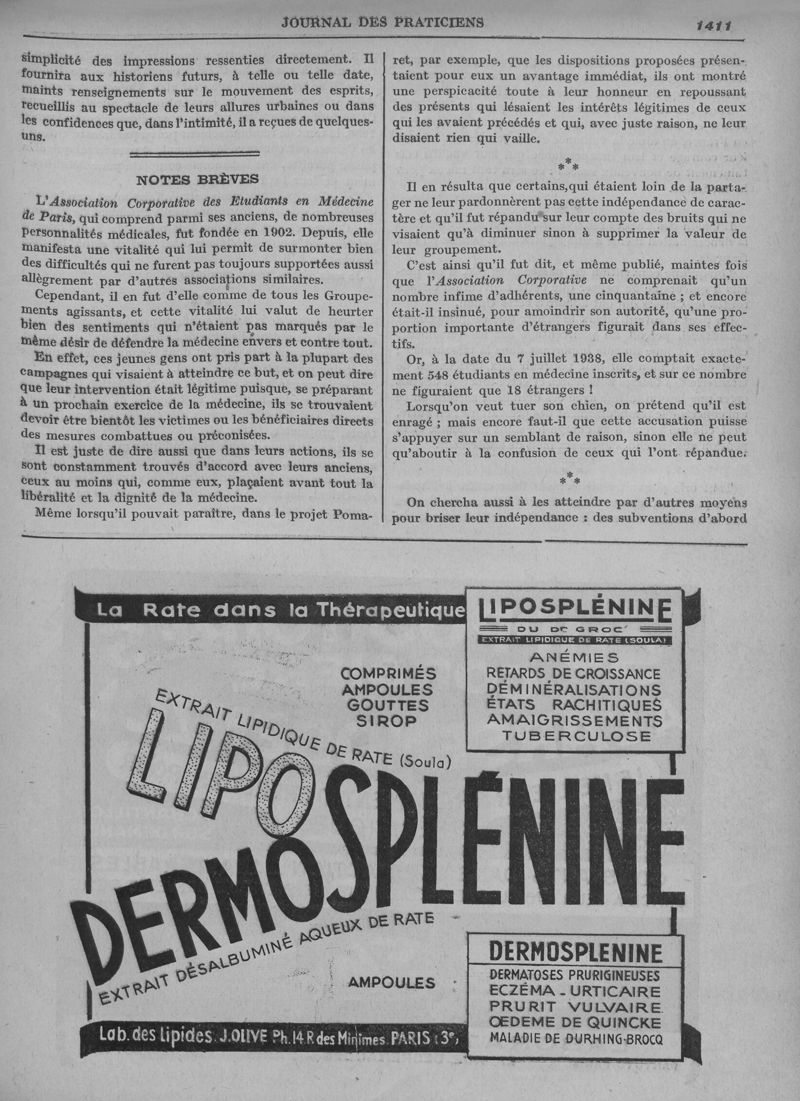 JOURNAL DES PRATICIENS
1411
simplicité des impressions ressenties directement. Il
fournira aux historiens futurs, à telle ou telle date,
maints renseignements sur le mouvement des esprits,
recueillis au spectacle de leurs allures urbaines ou dans
les confidences que, dans l'intimité, il a reçues de quelques-
uns.
NOTES BRÈVES
L'Association Corporative des Etudiants en Médecine
de Paris, qui comprend parmi ses anciens, de nombreuses
personnalités médicales, fut fondée en 1902. Depuis, elle
manifesta une vitalité qui lui permit de surmonter bien
des difficultés qui ne furent pas toujours supportées aussi
allègrement par d'autres associations similaires.
Cependant, il en fut d'elle comme de tous les Groupe-
ments agissants, et cette vitalité lui valut de heurter
bien des sentiments qui n'étaient pas marqués par le
même désir de défendre la médecine envers et contre tout.
En effet, ces jeunes gens ont pris part à la plupart des
campagnes qui visaient à atteindre ce but, et on peut dire
que leur intervention était légitime puisque, se préparant
à un prochain exercice de la médecine, ils se trouvaient
devoir être bientôt les victimes ou les bénéficiaires directs
des mesures combattues ou préconisées.
Il est juste de dire aussi que dans leurs actions, ils se
sont constamment trouvés d'accord avec leurs anciens,
ceux au moins qui, comme eux, plaçaient avant tout la
libéralité et la dignité de la médecine.
Même lorsqu'il pouvait paraître, dans le projet Poma-
ret, par exemple, que les dispositions proposées présen-
taient pour eux un avantage immédiat, ils ont montré
une perspicacité toute à leur honneur en repoussant
des présents qui lésaient les intérêts légitimes de ceux
qui les avaient précédés et qui, avec juste raison, ne leur
disaient rien qui vaille.
***
Il en résulta que certains, qui étaient loin de la parta-
ger ne leur pardonnèrent pas cette indépendance de carac-
tère et qu'il fut répandu sur leur compte des bruits qui ne
visaient qu'à diminuer sinon à supprimer la valeur de
leur groupement.
C'est ainsi qu'il fut dit, et même publié, maintes fois
que l'Association Corporative ne comprenait qu'un
nombre infime d'adhérents, une cinquantaine ; et encore
était-il insinué, pour amoindrir son autorité, qu'une pro-
portion importante d'étrangers figurait dans ses effec-
tifs.
Or, à la date du 7 juillet 1938, elle comptait exacte-
ment 548 étudiants en médecine inscrits, et sur ce nombre
ne figuraient que 18 étrangers !
Lorsqu'on veut tuer son chien, on prétend qu'il est
enragé ; mais encore faut-il que cette accusation puisse
s'appuyer sur un semblant de raison, sinon elle ne peut
qu'aboutir à la confusion de ceux qui l'ont répandue.
***
On chercha aussi à les atteindre par d'autres moyens
pour briser leur indépendance : des subventions d'abord
La Rate dans la Thérapeutique
LIPOSPLÉNINE
DU Dr GROC
EXTRAIT LIPIDIQUE DE RATE (SOULA)
ANÉMIES
RETARDS DE CROISSANCE
DÉMINÉRALISATIONS
ÉTATS RACHITIQUES
AMAIGRISSEMENTS
TUBERCULOSE
COMPRIMÉS
AMPOULES
GOUTTES
SIROP
EXTRAIT LIPIDIQUE DE RATE (Soula)
LIPO
DERMOSPLÉNINE
EXTRAIT DÉSALBUMINÉ AQUEUX DE RATE
AMPOULES
DERMOSPLENINE
DERMATOSES PRURIGINEUSES
ECZÉMA - URTICAIRE
PRURIT VULVAIRE
ŒDEME DE QUINCKE
MALADIE DE DURHING-BROCQ
Lab. des Lipides. J.OLIVE Ph. 14 R des Minimes. PARIS (3e)